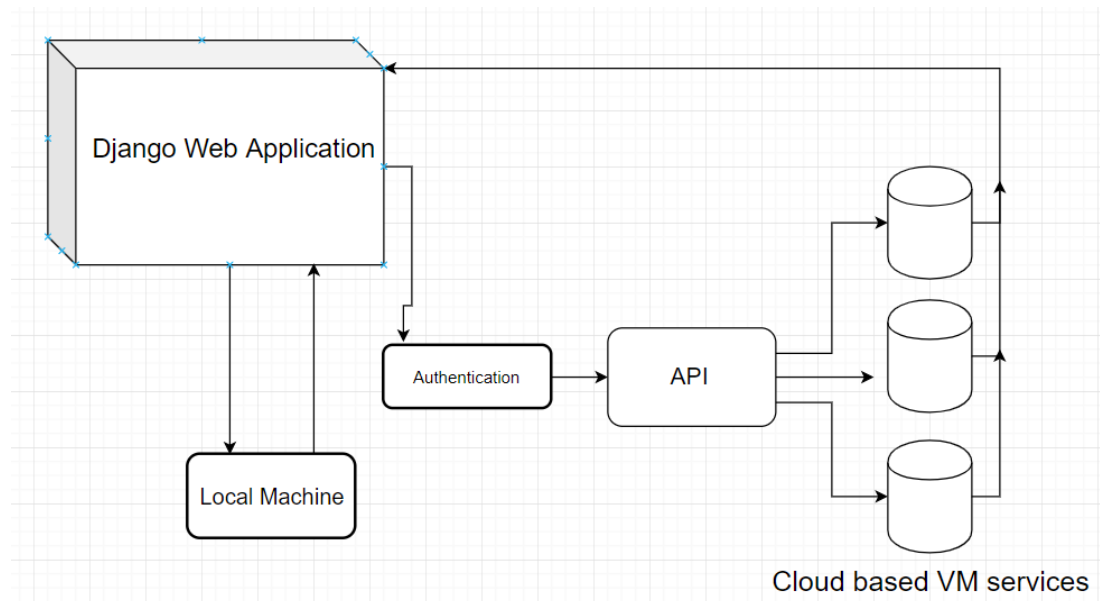 Django Web Application
Authentication
API
Local Machine
Cloud based VM services